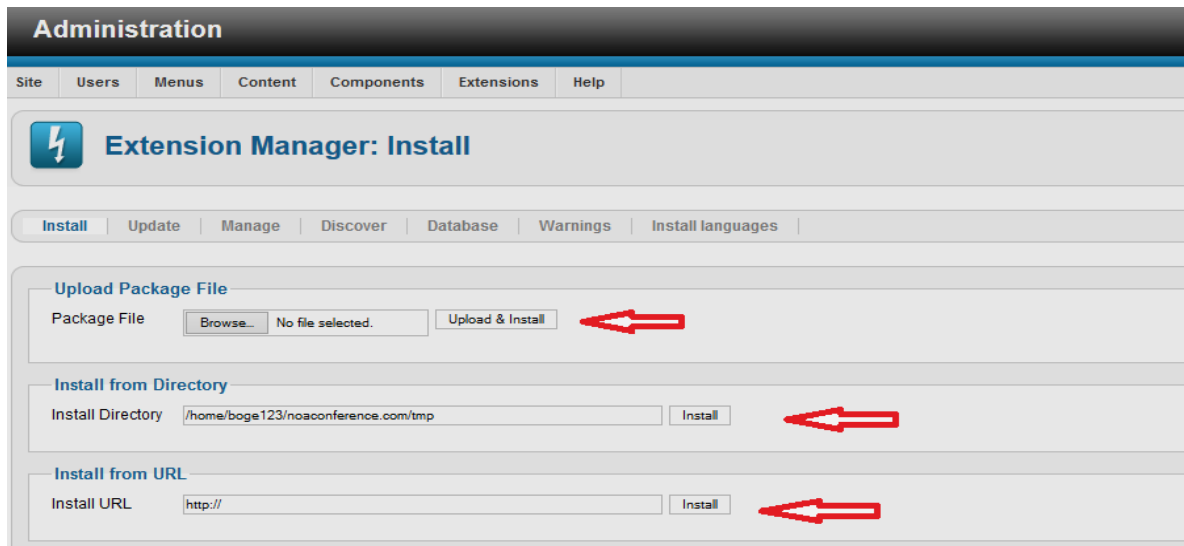 Administration
Site Users Menus Content Components Extensions Help
Extension Manager: Install
Install Update Manage Discover Database Warnings Install languages
Upload Package File
Package File Browse... No file selected. Upload & Install
Install from Directory
Install Directory /home/boge123/noaconference.com/tmp Install
Install from URL
Install URL http:// Install